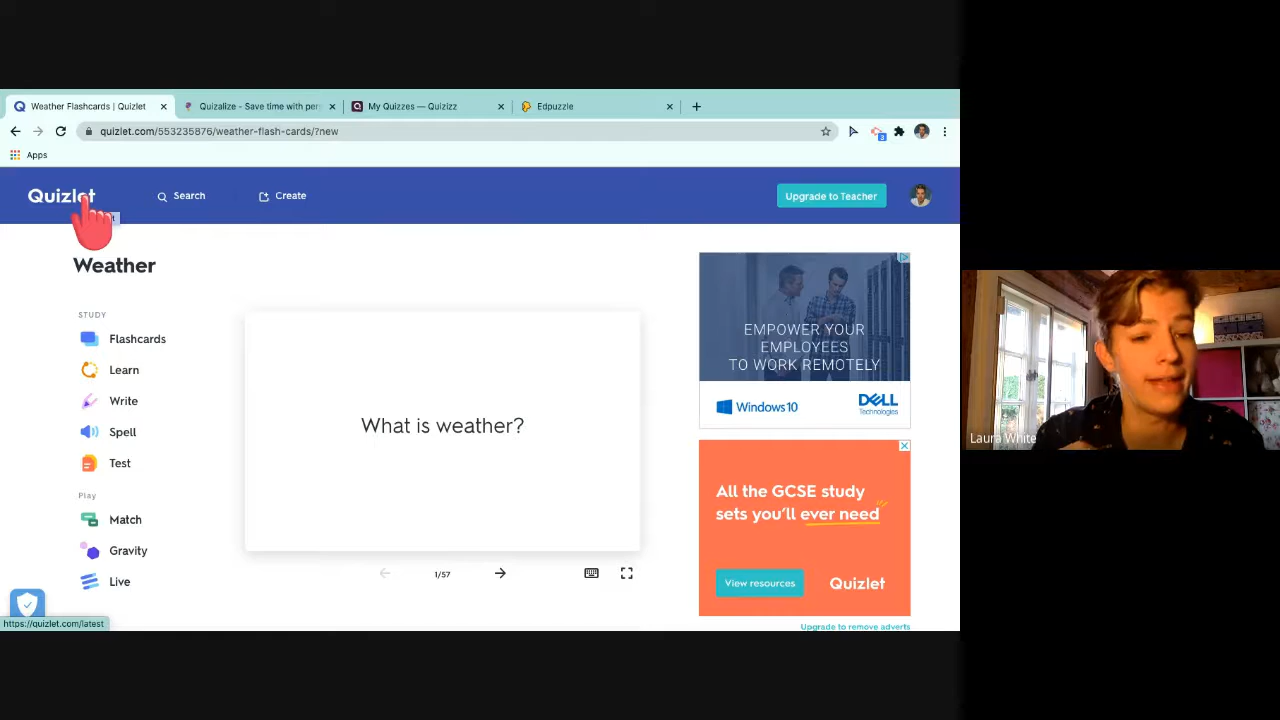 Weather Flashcards | Quizlet
Quizalize - Save time with per
My Quizzes — Quizizz
Edpuzzle
quizlet.com/553235876/weather-flash-cards/?new
3
Apps
Quizlet
Search
Create
Upgrade to Teacher
Weather
STUDY
Flashcards
Learn
Write
Spell
Test
Play
Match
Gravity
Live
What is weather?
1/57
EMPOWER YOUR
EMPLOYEES
TO WORK REMOTELY
Windows10
DELL
Technologies
All the GCSE study
sets you'll ever need
View resources
Quizlet
Upgrade to remove adverts
https://quizlet.com/latest
Laura White